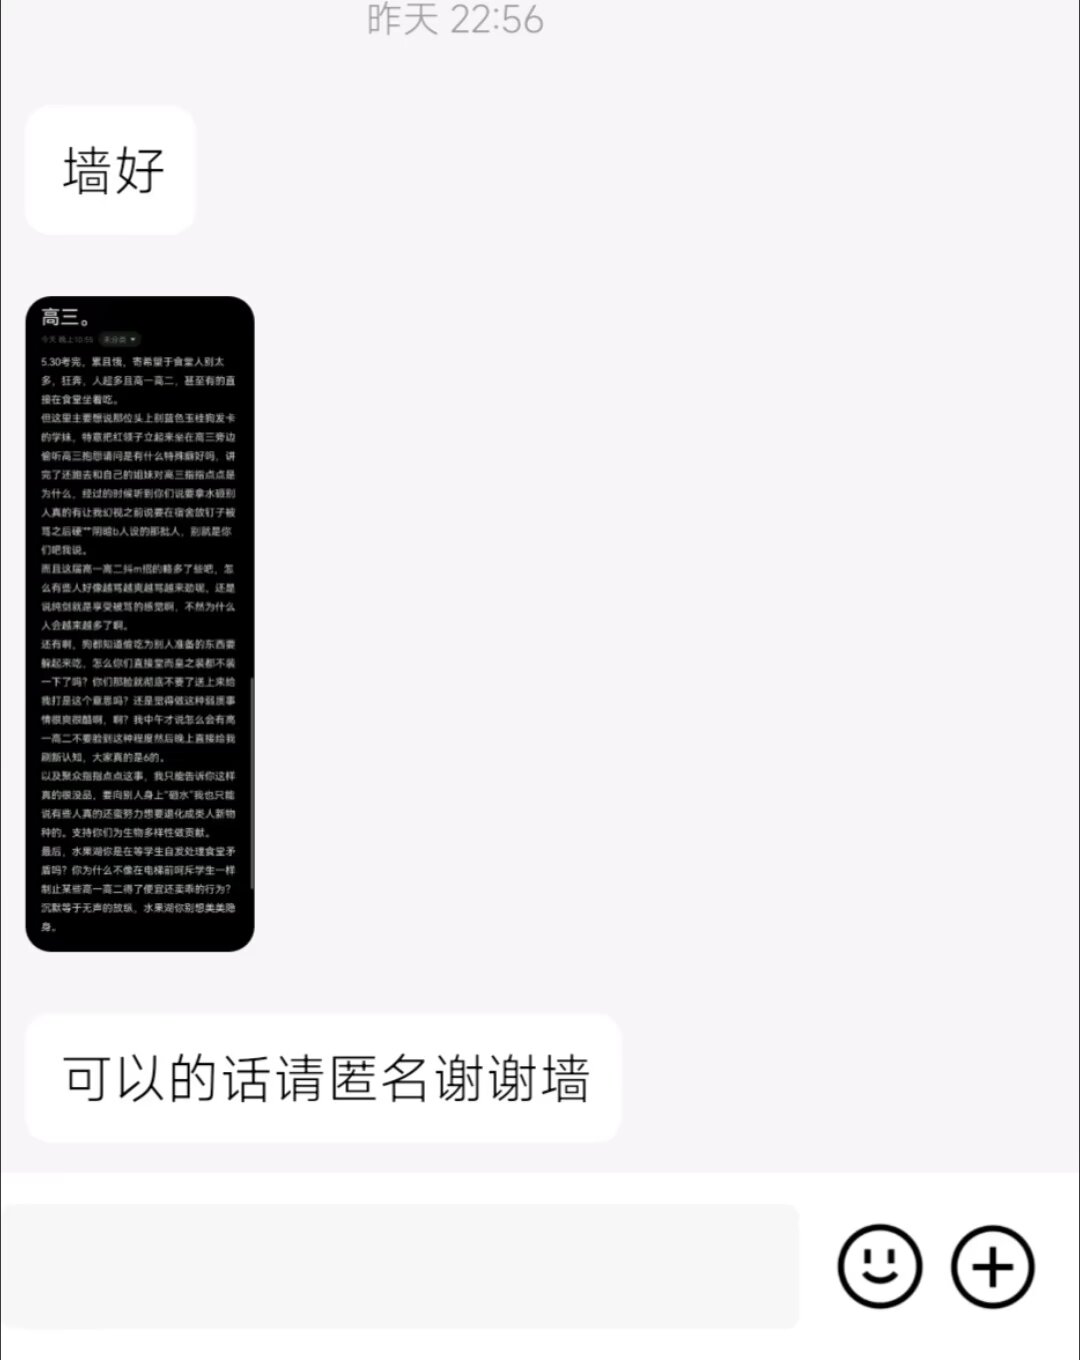 昨天 22:56
墙好
高三。
今天 晚上10:55 未分类
5.30考完，累且饿，寄希望于食堂人别太
多，狂奔，人超多且高一高二，甚至有的直
接在食堂坐着吃。
但这里主要想说那位头上别蓝色玉桂狗发卡
的学妹，特意把红领子立起来坐在高三旁边
偷听高三抱怨请问是有什么特殊癖好吗，讲
完了还跑去和自己的姐妹对高三指指点点是
为什么，经过的时候听到你们说要拿水砸别
人真的有让我幻视之前说要在宿舍放钉子被
骂之后硬艹阴暗b人设的那批人，别就是你
们吧我说。
而且这届高一高二抖m招的略多了些吧，怎
么有些人好像越骂越爽越骂越来劲呢，还是
说纯剑就是享受被骂的感觉啊，不然为什么
人会越来越多了啊。
还有啊，狗都知道偷吃为别人准备的东西要
躲起来吃，怎么你们直接堂而皇之装都不装
一下了吗？你们那脸就彻底不要了送上来给
我打是这个意思吗？还是觉得做这种弱质事
情很爽很酷啊，啊？我中午才说怎么会有高
一高二不要脸到这种程度然后晚上直接给我
刷新认知，大家真的是6的。
以及聚众指指点点这事，我只能告诉你这样
真的很没品，要向别人身上“砸水”我也只能
说有些人真的还蛮努力想要退化成类人新物
种的。支持你们为生物多样性做贡献。
最后，水果湖你是在等学生自发处理食堂矛
盾吗？你为什么不像在电梯前呵斥学生一样
制止某些高一高二得了便宜还卖乖的行为？
沉默等于无声的放纵，水果湖你别想美美隐
身。
可以的话请匿名谢谢墙